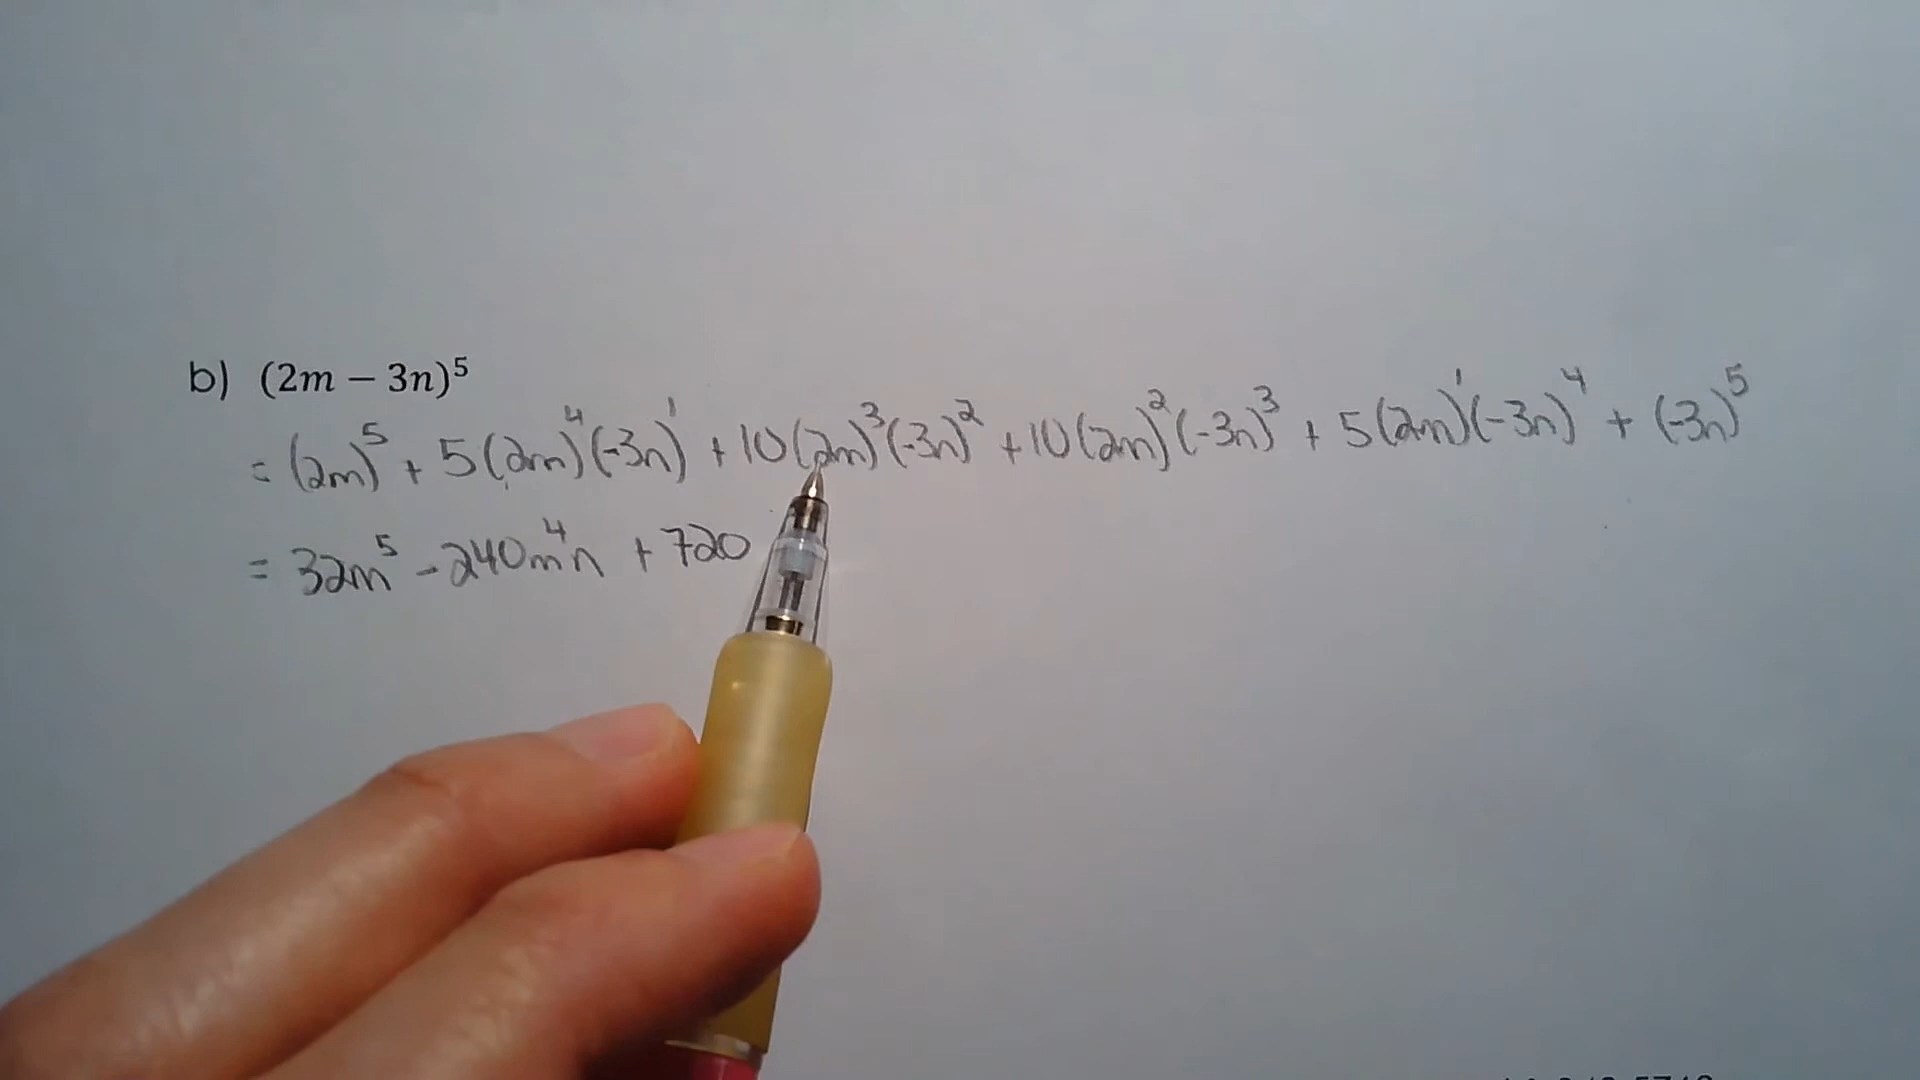 b) (2m − 3n)⁵
= (2m)⁵ + 5(2m)⁴(-3n)¹ + 10(2m)³(-3n)² + 10(2m)²(-3n)³ + 5(2m)¹(-3n)⁴ + (-3n)⁵
= 32m⁵ - 240m⁴n + 720